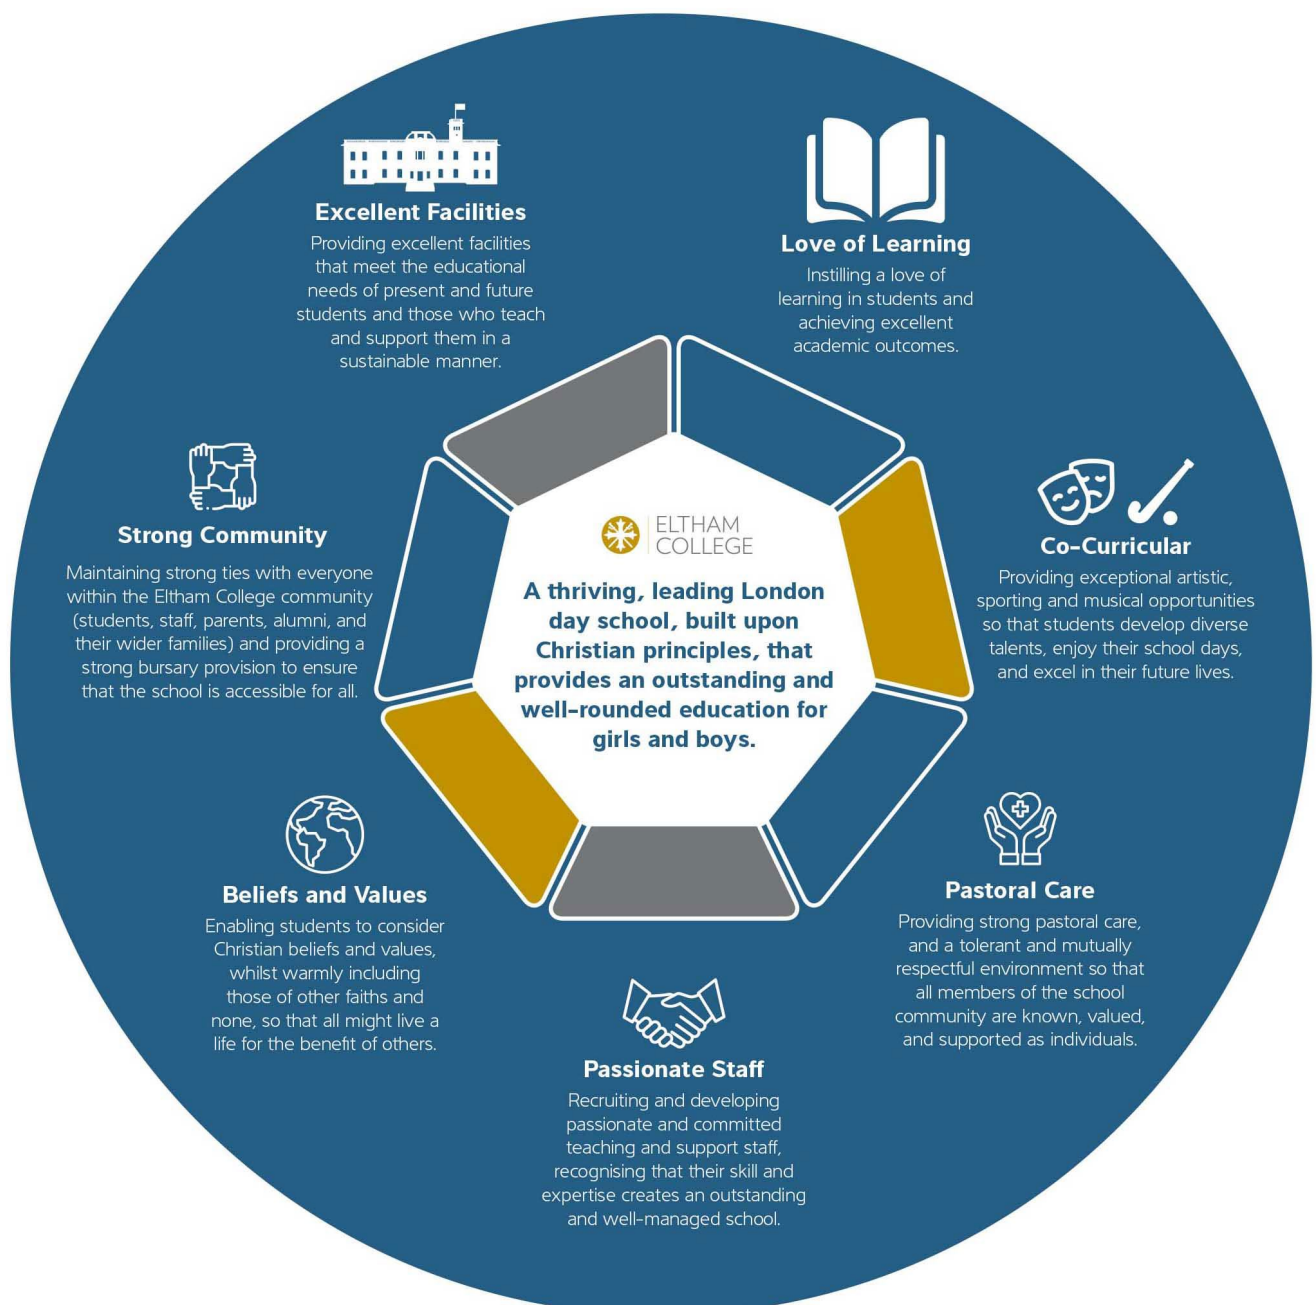 Excellent Facilities
Providing excellent facilities
that meet the educational
needs of present and future
students and those who teach
and support them in a
sustainable manner.
Love of Learning
Instilling a love of
learning in students and
achieving excellent
academic outcomes.
Strong Community
Maintaining strong ties with everyone
within the Eltham College community
(students, staff, parents, alumni, and
their wider families) and providing a
strong bursary provision to ensure
that the school is accessible for all.
ELTHAM
COLLEGE
A thriving, leading London
day school, built upon
Christian principles, that
provides an outstanding and
well-rounded education for
girls and boys.
Co-Curricular
Providing exceptional artistic,
sporting and musical opportunities
so that students develop diverse
talents, enjoy their school days,
and excel in their future lives.
Beliefs and Values
Enabling students to consider
Christian beliefs and values,
whilst warmly including
those of other faiths and
none, so that all might live a
life for the benefit of others.
Pastoral Care
Providing strong pastoral care,
and a tolerant and mutually
respectful environment so that
all members of the school
community are known, valued,
and supported as individuals.
Passionate Staff
Recruiting and developing
passionate and committed
teaching and support staff,
recognising that their skill and
expertise creates an outstanding
and well-managed school.